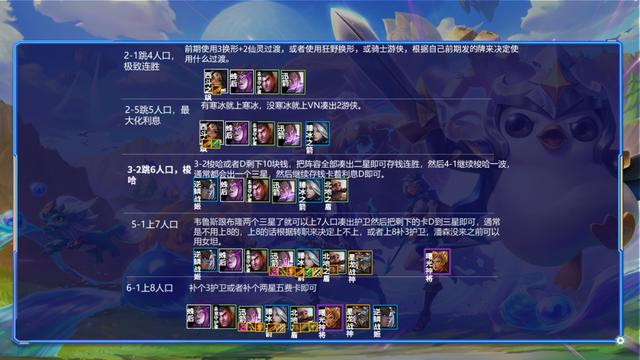 2-1跳4人口，
极致连胜
前期使用3换形+2仙灵过渡，或者使用狂野换形，或骑士游侠，根据自己前期发的牌来决定使
用什么过渡。
2-5跳5人口，最
大化利息
有寒冰就上寒冰，没寒冰就上VN凑出2游侠。
3-2跳6人口，梭
哈
3-2梭哈或者D剩下10块钱，把阵容全部凑出二星即可存钱连胜，然后4-1继续梭哈一波，
通常都会出一个三星，然后继续存钱卡着利息D即可。
5-1上7人口
韦鲁斯跟布隆两个三星了就可以上7人口凑出护卫然后把剩下的卡D到三星即可，通常
是不用上8的，上8的话根据转职来决定上不上，或者上8补3护卫，潘森没来之前可以
用女坦。
6-1上8人口
补个3护卫或者补个两星五费卡即可